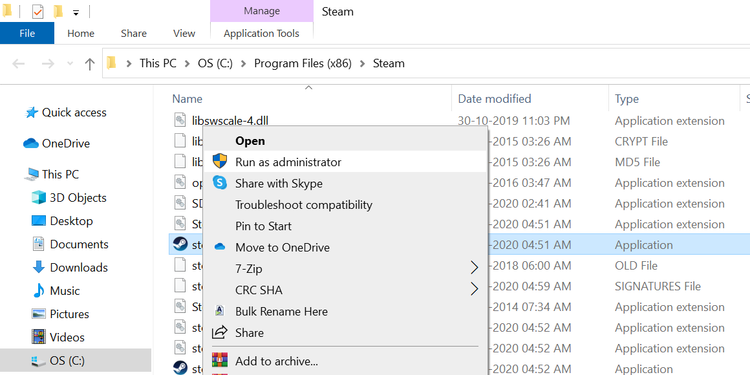 Manage Steam
File Home Share View Application Tools
This PC > OS (C:) > Program Files (x86) > Steam
Name Date modified Type
Quick access
OneDrive
This PC
3D Objects
Desktop
Documents
Downloads
Music
Pictures
Videos
OS (C:)
libswscale-4.dll 30-10-2019 11:03 PM Application extension
lib -2015 03:26 AM CRYPT File
lib -2015 03:26 AM MD5 File
op -2016 03:47 AM Application extension
SD -2020 02:41 AM Application extension
St -2020 04:51 AM Application extension
ste -2020 04:51 AM Application
ste -2018 06:00 AM OLD File
ste -2020 04:59 AM SIGNATURES File
St -2014 07:34 AM Application extension
ste -2020 04:52 AM Application extension
ste -2020 04:52 AM Application extension
ste -2020 04:52 AM Application
Open
Run as administrator
Share with Skype
Troubleshoot compatibility
Pin to Start
Move to OneDrive
7-Zip
CRC SHA
Bulk Rename Here
Share
Add to archive...